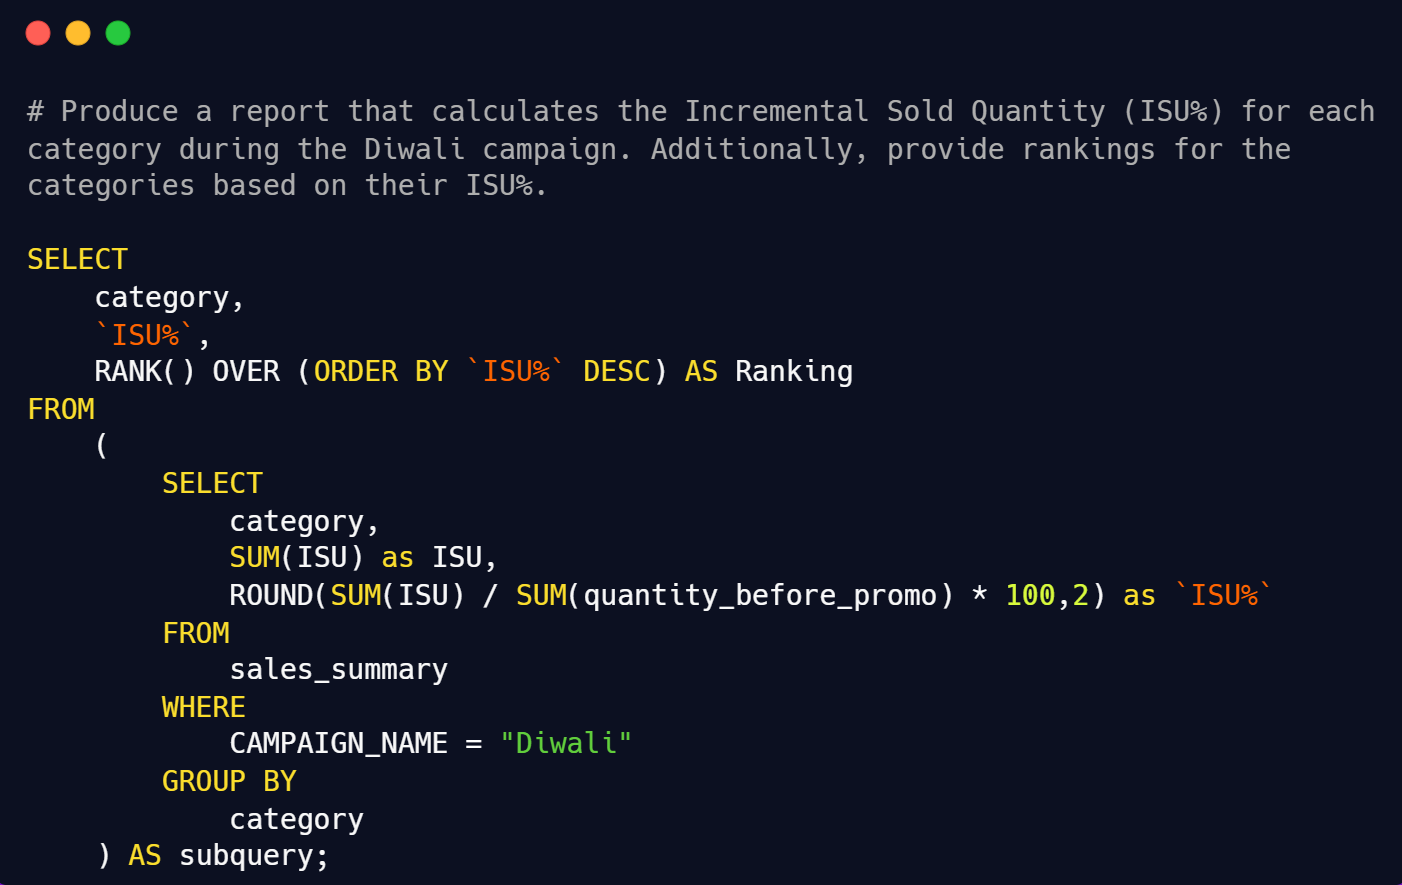 # Produce a report that calculates the Incremental Sold Quantity (ISU%) for each
category during the Diwali campaign. Additionally, provide rankings for the
categories based on their ISU%.
SELECT
    category,
    `ISU%`,
    RANK() OVER (ORDER BY `ISU%` DESC) AS Ranking
FROM
    (
        SELECT
            category,
            SUM(ISU) as ISU,
            ROUND(SUM(ISU) / SUM(quantity_before_promo) * 100,2) as `ISU%`
        FROM
            sales_summary
        WHERE
            CAMPAIGN_NAME = "Diwali"
        GROUP BY
            category
    ) AS subquery;